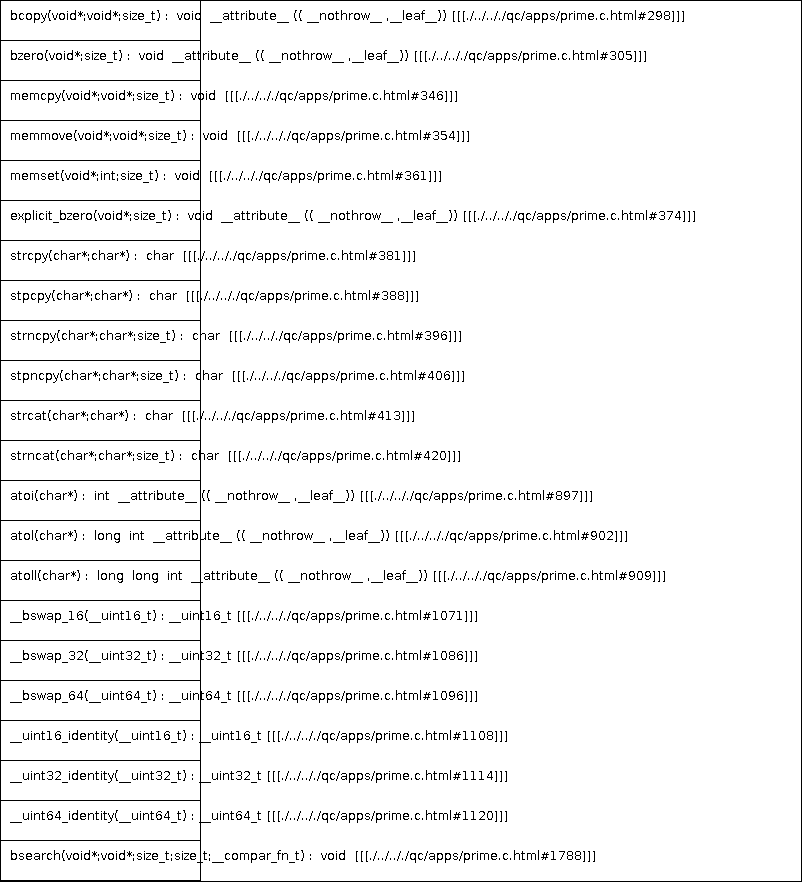 bcopy(void*;void*;size_t) : void __attribute__ (( __nothrow__ ,__leaf__)) [[[./../.././qc/apps/prime.c.html#298]]]
bzero(void*;size_t) : void __attribute__ (( __nothrow__ ,__leaf__)) [[[./../.././qc/apps/prime.c.html#305]]]
memcpy(void*;void*;size_t) : void [[[./../.././qc/apps/prime.c.html#346]]]
memmove(void*;void*;size_t) : void [[[./../.././qc/apps/prime.c.html#354]]]
memset(void*;int;size_t) : void [[[./../.././qc/apps/prime.c.html#361]]]
explicit_bzero(void*;size_t) : void __attribute__ (( __nothrow__ ,__leaf__)) [[[./../.././qc/apps/prime.c.html#374]]]
strcpy(char*;char*) : char [[[./../.././qc/apps/prime.c.html#381]]]
stpcpy(char*;char*) : char [[[./../.././qc/apps/prime.c.html#388]]]
strncpy(char*;char*;size_t) : char [[[./../.././qc/apps/prime.c.html#396]]]
stpncpy(char*;char*;size_t) : char [[[./../.././qc/apps/prime.c.html#406]]]
strcat(char*;char*) : char [[[./../.././qc/apps/prime.c.html#413]]]
strncat(char*;char*;size_t) : char [[[./../.././qc/apps/prime.c.html#420]]]
atoi(char*) : int __attribute__ (( __nothrow__ ,__leaf__)) [[[./../.././qc/apps/prime.c.html#897]]]
atol(char*) : long int __attribute__ (( __nothrow__ ,__leaf__)) [[[./../.././qc/apps/prime.c.html#902]]]
atoll(char*) : long long int __attribute__ (( __nothrow__ ,__leaf__)) [[[./../.././qc/apps/prime.c.html#909]]]
__bswap_16(__uint16_t) : __uint16_t [[[./../.././qc/apps/prime.c.html#1071]]]
__bswap_32(__uint32_t) : __uint32_t [[[./../.././qc/apps/prime.c.html#1086]]]
__bswap_64(__uint64_t) : __uint64_t [[[./../.././qc/apps/prime.c.html#1096]]]
__uint16_identity(__uint16_t) : __uint16_t [[[./../.././qc/apps/prime.c.html#1108]]]
__uint32_identity(__uint32_t) : __uint32_t [[[./../.././qc/apps/prime.c.html#1114]]]
__uint64_identity(__uint64_t) : __uint64_t [[[./../.././qc/apps/prime.c.html#1120]]]
bsearch(void*;void*;size_t;size_t;__compar_fn_t) : void [[[./../.././qc/apps/prime.c.html#1788]]]